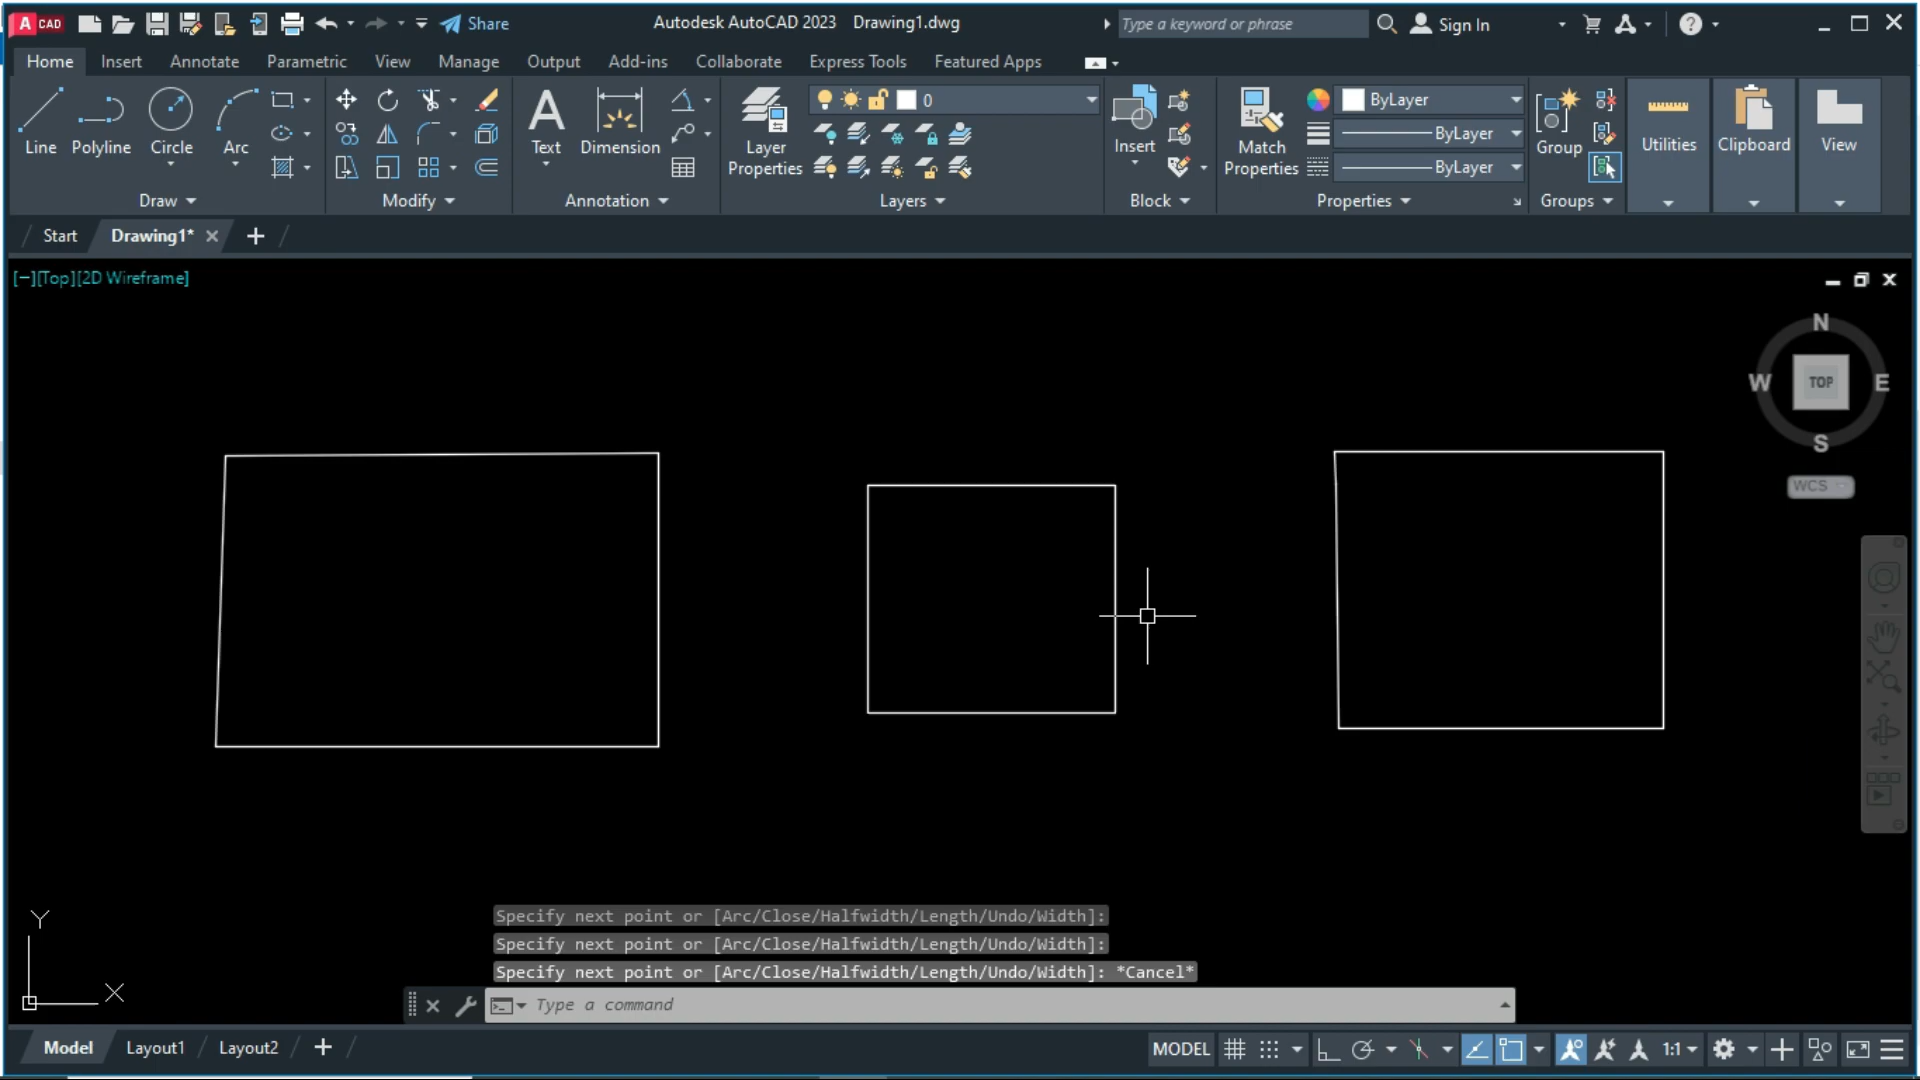 A CAD
Share
Autodesk AutoCAD 2023 Drawing1.dwg
Type a keyword or phrase
Sign In
Home Insert Annotate Parametric View Manage Output Add-ins Collaborate Express Tools Featured Apps
0
ByLayer
ByLayer
ByLayer
Line Polyline Circle Arc
Text Dimension
Layer Properties
Insert
Match Properties
Group
Utilities
Clipboard
View
Draw Modify Annotation Layers Block Properties Groups
Start Drawing1* +
[−][Top][2D Wireframe]
N
W TOP E
S
WCS
Y
X
Specify next point or [Arc/Close/Halfwidth/Length/Undo/Width]:
Specify next point or [Arc/Close/Halfwidth/Length/Undo/Width]:
Specify next point or [Arc/Close/Halfwidth/Length/Undo/Width]: *Cancel*
Type a command
Model Layout1 Layout2 +
MODEL 1:1